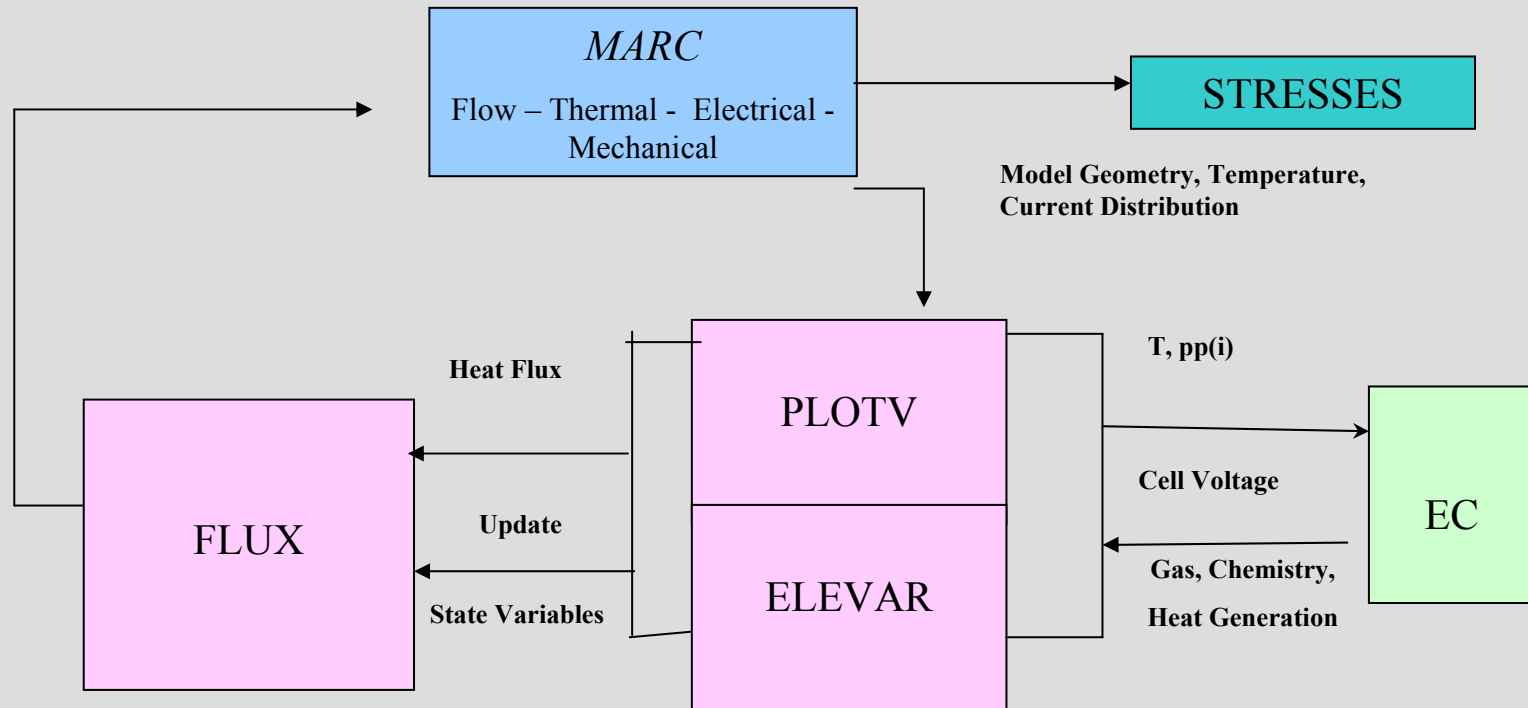 MARC
Flow – Thermal - Electrical -
Mechanical
STRESSES
Model Geometry, Temperature,
Current Distribution
Heat Flux
Update
State Variables
FLUX
PLOTV
ELEVAR
T, pp(i)
Cell Voltage
Gas, Chemistry,
Heat Generation
EC